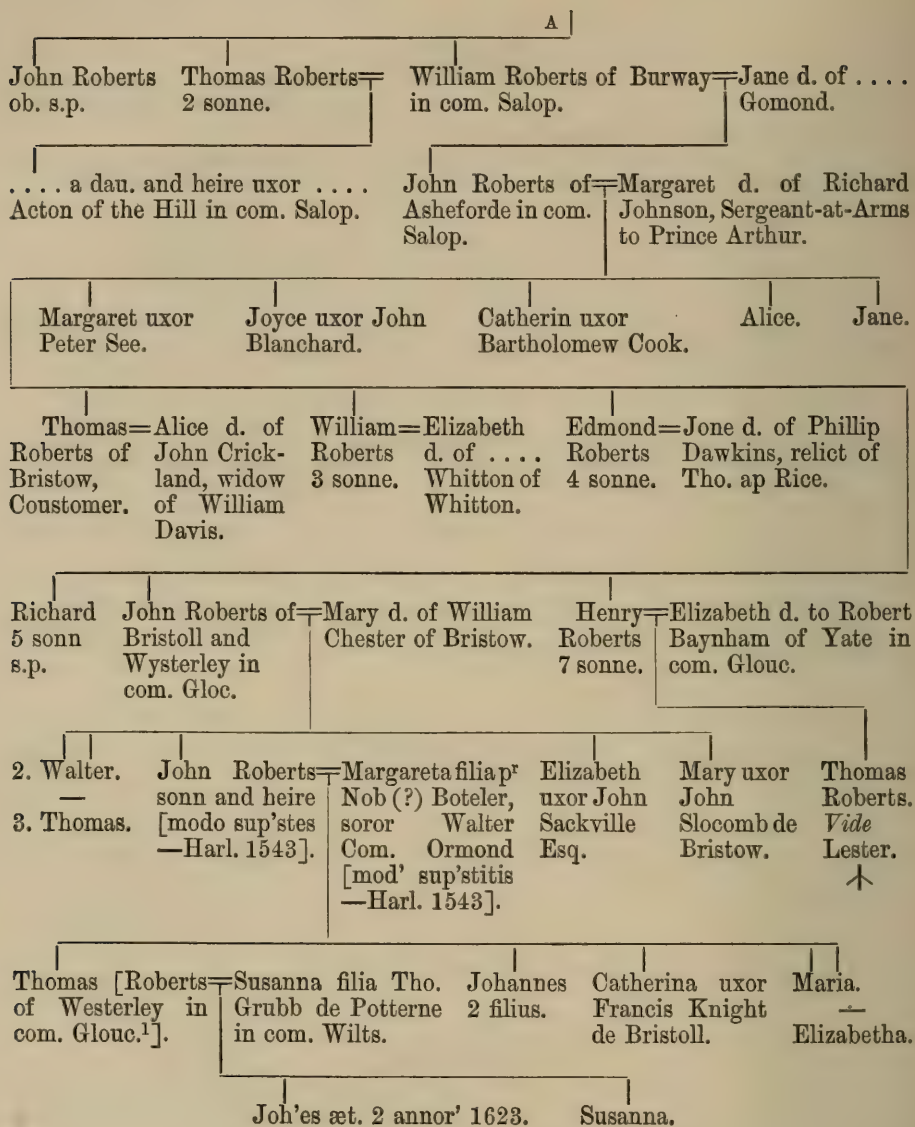 A
John Roberts
ob. s.p.
Thomas Roberts
2 sonne.
William Roberts of Burway
in com. Salop.
Jane d. of ....
Gomond.
.... a dau. and heire uxor ....
Acton of the Hill in com. Salop.
John Roberts of
Asheforde in com.
Salop.
Margaret d. of Richard
Johnson, Sergeant-at-Arms
to Prince Arthur.
Margaret uxor
Peter See.
Joyce uxor John
Blanchard.
Catherin uxor
Bartholomew Cook.
Alice.
Jane.
Thomas
Roberts of
Bristow,
Coustomer.
=Alice d. of
John Crick-
land, widow
of William
Davis.
William
Roberts
3 sonne.
=Elizabeth
d. of ....
Whitton of
Whitton.
Edmond
Roberts
4 sonne.
=Jone d. of Phillip
Dawkins, relict of
Tho. ap Rice.
Richard
5 sonn
s.p.
John Roberts of
Bristoll and
Wysterley in
com. Gloc.
Mary d. of William
Chester of Bristow.
Henry
Roberts
7 sonne.
Elizabeth d. to Robert
Baynham of Yate in
com. Glouc.
2. Walter.
—
3. Thomas.
John Roberts
sonn and heire
[modo sup'stes
—Harl. 1543].
Margareta filia pʳ
Nob (?) Boteler,
soror Walter
Com. Ormond
[mod' sup'stitis
—Harl. 1543].
Elizabeth
uxor John
Sackville
Esq.
Mary uxor
John
Slocomb de
Bristow.
Thomas
Roberts.
Vide
Lester.
Thomas [Roberts
of Westerley in
com. Glouc.¹].
Susanna filia Tho.
Grubb de Potterne
in com. Wilts.
Johannes
2 filius.
Catherina uxor
Francis Knight
de Bristoll.
Maria.
—
Elizabetha.
Joh'es æt. 2 annor' 1623.
Susanna.